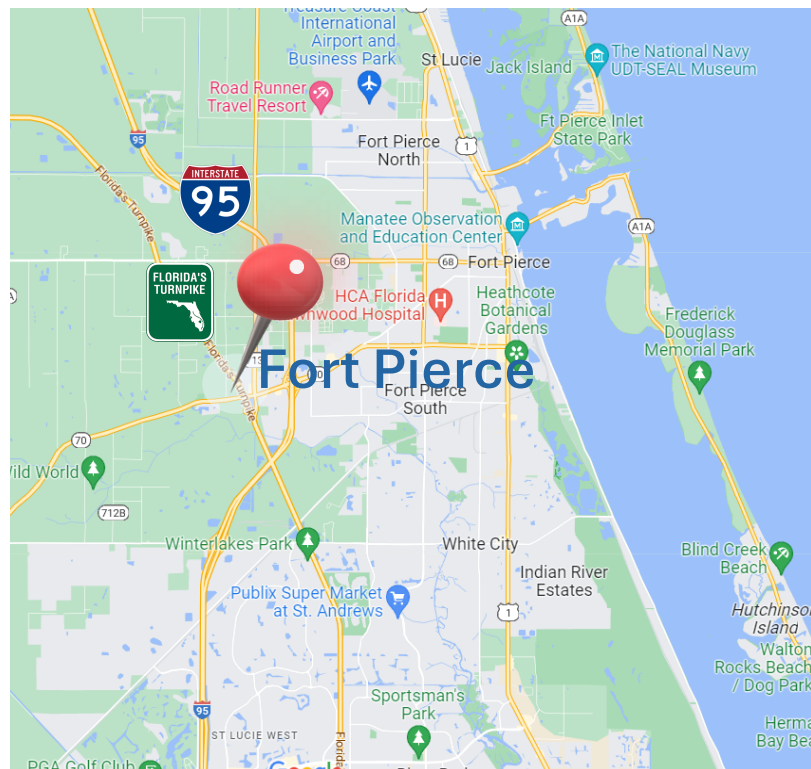 Treasure Coast
International
Airport and
Business Park
St Lucie
A1A
Jack Island
The National Navy
UDT-SEAL Museum
Road Runner
Travel Resort
Ft Pierce Inlet
State Park
95
Fort Pierce
North
1
Florida's Turnpike
INTERSTATE
95
Manatee Observation
and Education Center
A1A
68
68
Fort Pierce
FLORIDA'S
TURNPIKE
HCA Florida
wnwood Hospital
Heathcote
Botanical
Gardens
Frederick
Douglass
Memorial Park
Florida's Turnpike
13
70
Fort Pierce
Fort Pierce
South
70
Wild World
712B
Winterlakes Park
White City
Blind Creek
Beach
Indian River
Estates
Publix Super Market
at St. Andrews
1
Hutchinson
Island
Walton
Rocks Beach
/ Dog Park
Sportsman's
Park
95
ST LUCIE WEST
Florida
Herma
Bay Bea
PGA Golf Club
Google